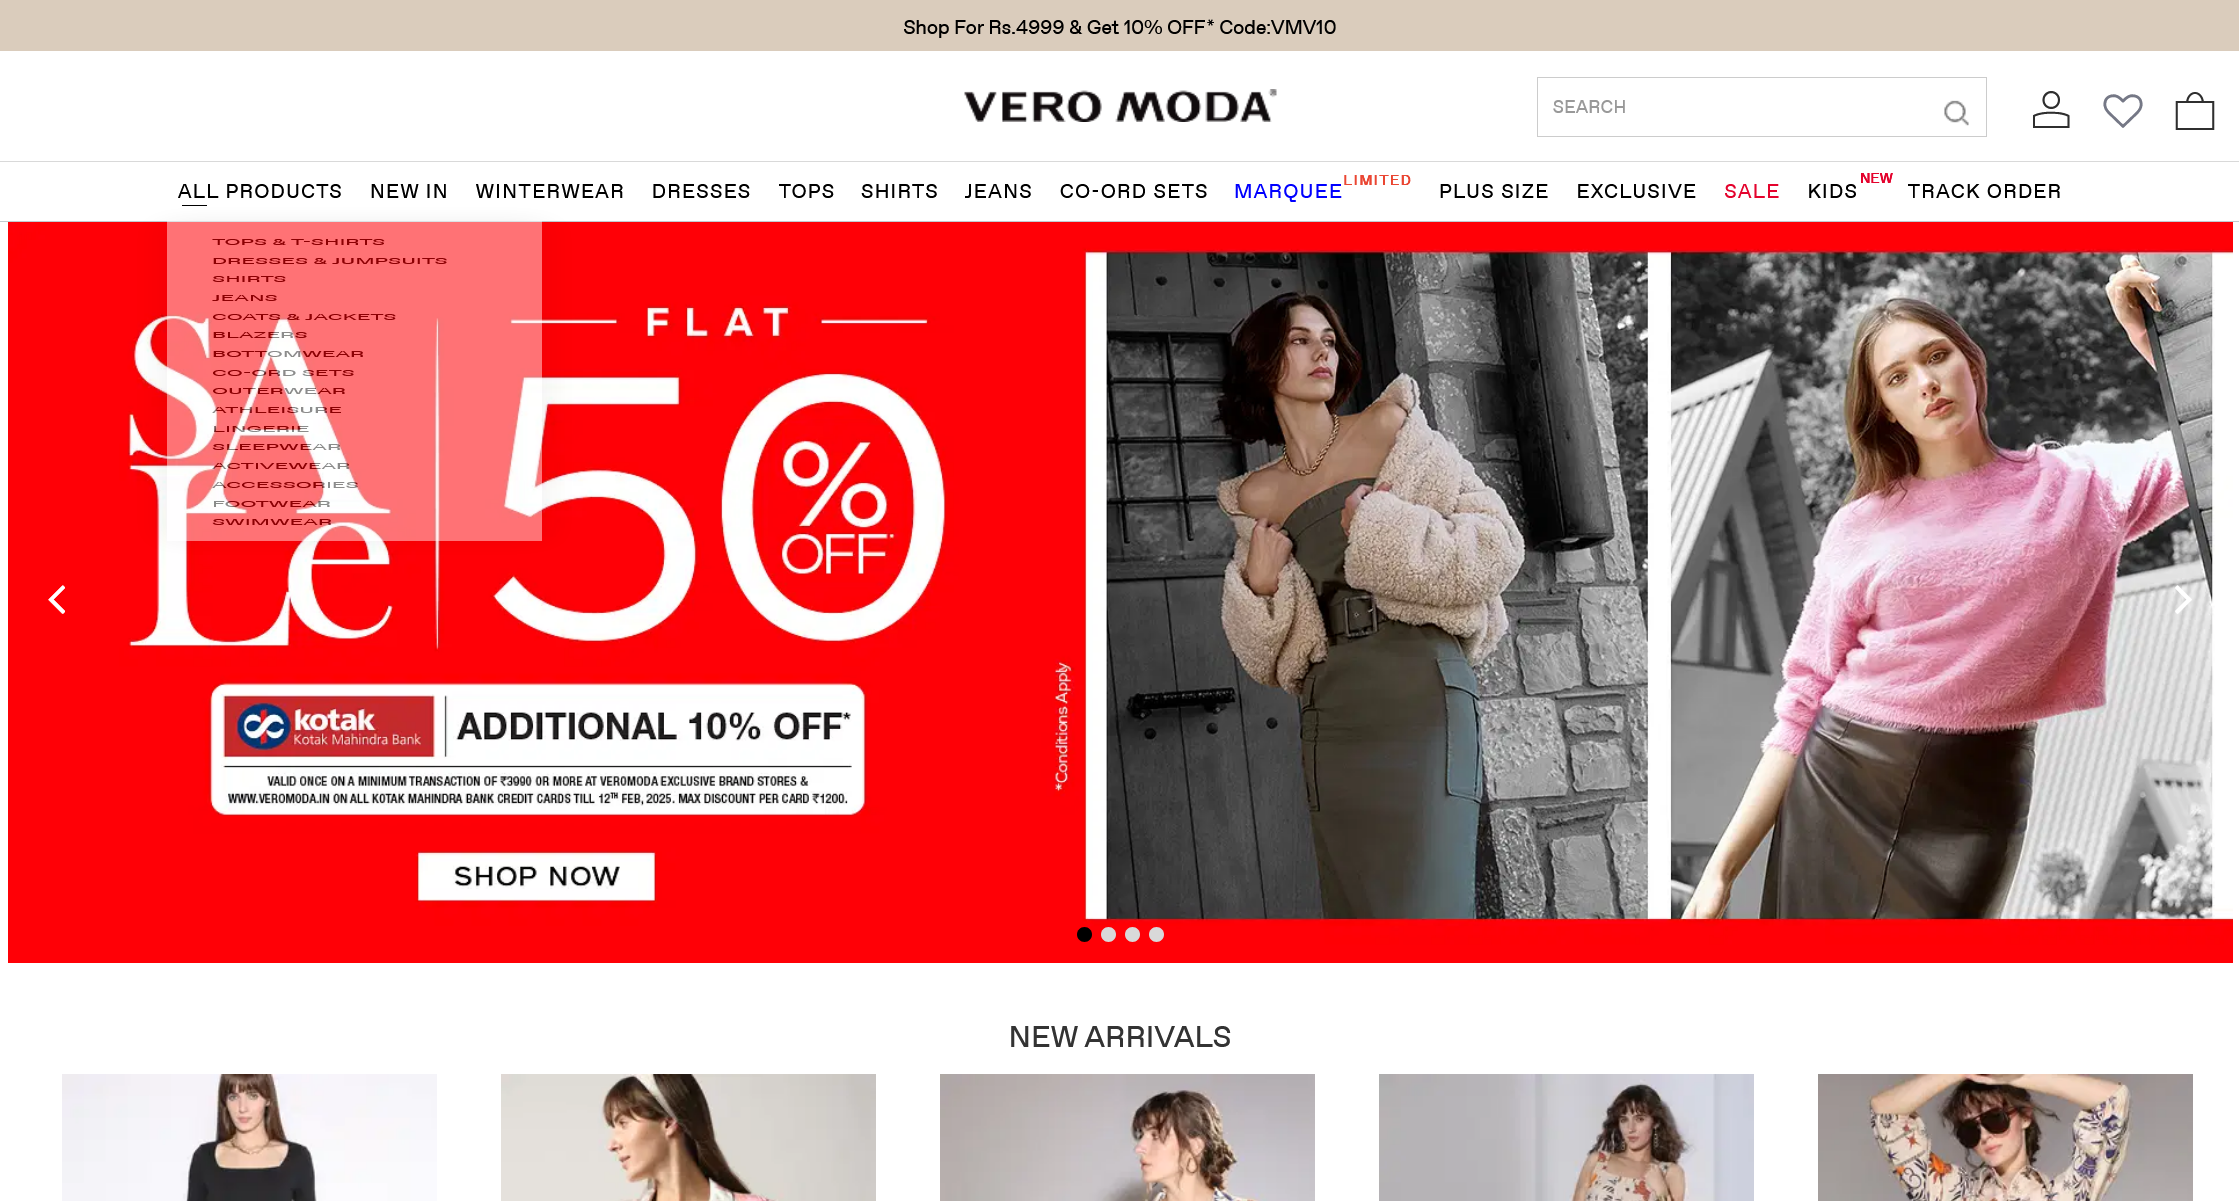 Shop For Rs.4999 & Get 10% OFF* Code:VMV10
VERO MODA®
SEARCH
ALL PRODUCTS NEW IN WINTERWEAR DRESSES TOPS SHIRTS JEANS CO-ORD SETS MARQUEE LIMITED PLUS SIZE EXCLUSIVE SALE KIDS NEW TRACK ORDER
TOPS & T-SHIRTS
DRESSES & JUMPSUITS
SHIRTS
JEANS
COATS & JACKETS
BLAZERS
BOTTOMWEAR
CO-ORD SETS
OUTERWEAR
ATHLEISURE
LINGERIE
SLEEPWEAR
ACTIVEWEAR
ACCESSORIES
FOOTWEAR
SWIMWEAR
SALe
FLAT
50% OFF*
kotak
Kotak Mahindra Bank
ADDITIONAL 10% OFF*
VALID ONCE ON A MINIMUM TRANSACTION OF ₹3990 OR MORE AT VEROMODA EXCLUSIVE BRAND STORES &
WWW.VEROMODA.IN ON ALL KOTAK MAHINDRA BANK CREDIT CARDS TILL 12TH FEB, 2025. MAX DISCOUNT PER CARD ₹1200.
*Conditions Apply
SHOP NOW
NEW ARRIVALS